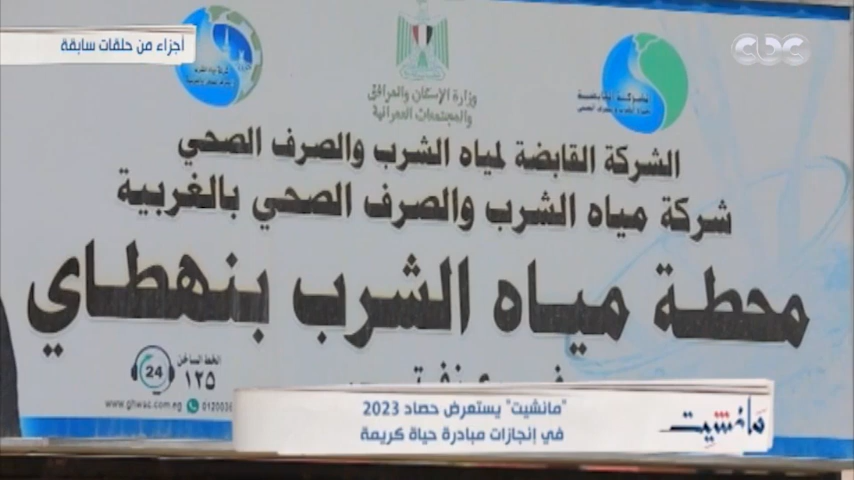 أجزاء من حلقات سابقة
cbc
وزارة الإسكان والمرافق
والمجتمعات العمرانية
الشركة القابضة لمياه الشرب والصرف الصحي
شركة مياه الشرب والصرف الصحي بالغربية
محطة مياه الشرب بنهطاي
الخط الساخن
24
١٢٥
www.ghwsc.com.eg
"مانشيت" يستعرض حصاد 2023
في إنجازات مبادرة حياة كريمة
مانشيت